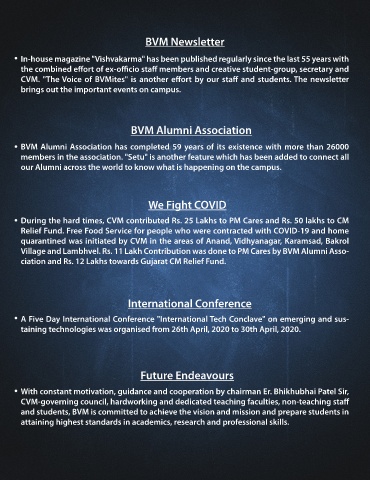 BVM Newsletter
• In-house magazine "Vishvakarma" has been published regularly since the last 55 years with
the combined effort of ex-officio staff members and creative student-group, secretary and
CVM. "The Voice of BVMites" is another effort by our staff and students. The newsletter
brings out the important events on campus.
BVM Alumni Association
• BVM Alumni Association has completed 59 years of its existence with more than 26000
members in the association. "Setu" is another feature which has been added to connect all
our Alumni across the world to know what is happening on the campus.
We Fight COVID
• During the hard times, CVM contributed Rs. 25 Lakhs to PM Cares and Rs. 50 lakhs to CM
Relief Fund. Free Food Service for people who were contracted with COVID-19 and home
quarantined was initiated by CVM in the areas of Anand, Vidhyanagar, Karamsad, Bakrol
Village and Lambhvel. Rs. 11 Lakh Contribution was done to PM Cares by BVM Alumni Asso-
ciation and Rs. 12 Lakhs towards Gujarat CM Relief Fund.
International Conference
• A Five Day International Conference "International Tech Conclave" on emerging and sus-
taining technologies was organised from 26th April, 2020 to 30th April, 2020.
Future Endeavours
• With constant motivation, guidance and cooperation by chairman Er. Bhikhubhai Patel Sir,
CVM-governing council, hardworking and dedicated teaching faculties, non-teaching staff
and students, BVM is committed to achieve the vision and mission and prepare students in
attaining highest standards in academics, research and professional skills.